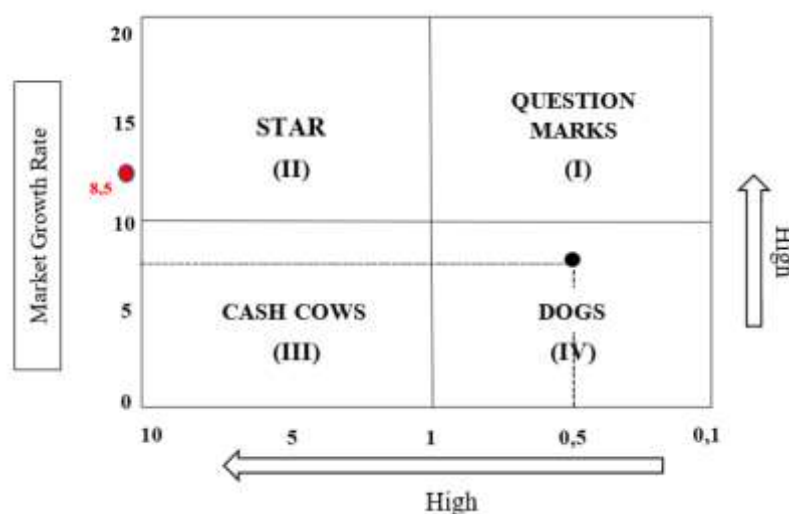 20
QUESTION
MARKS
(I)
STAR
(II)
15
Market Growth Rate
8,5
10
High
5
CASH COWS
(III)
DOGS
(IV)
0
10 5 1 0,5 0,1
High